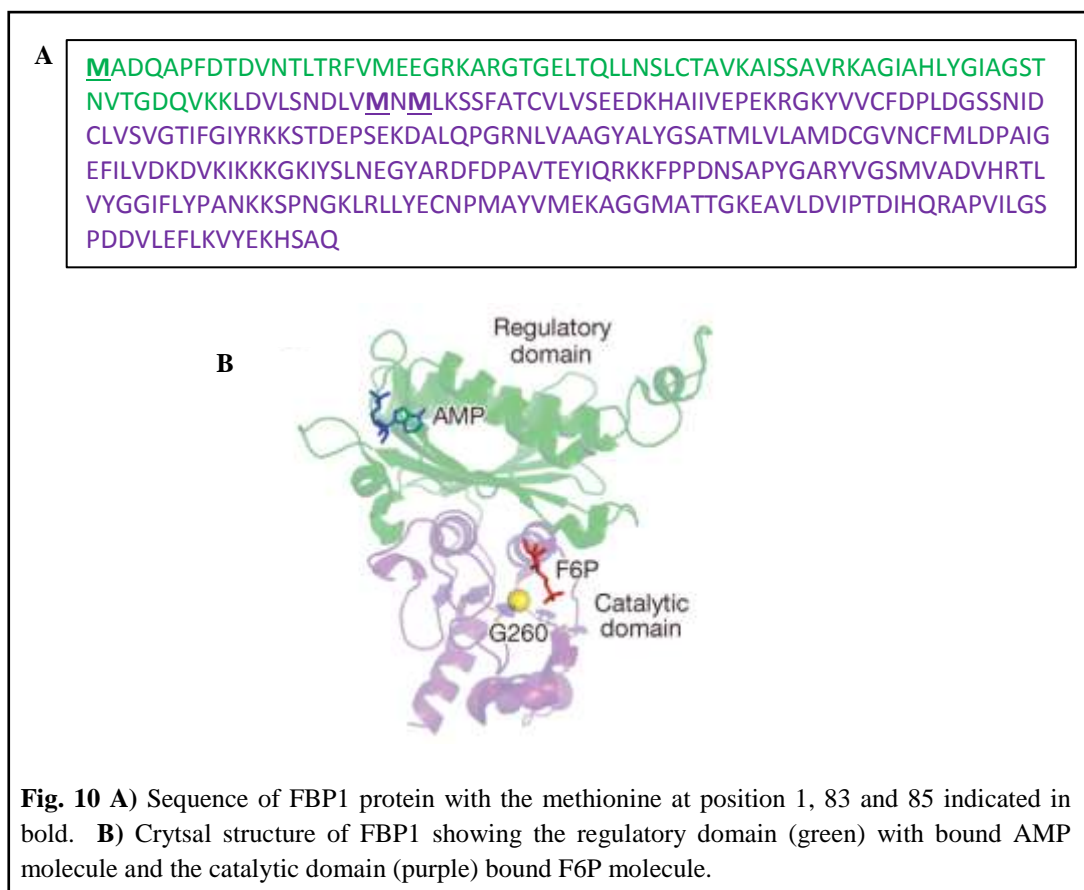 A
MADQAPFDTDVNTLTRFVMEEGRKARGTGELTQLLNSLCTAVKAISSAVRKAGIAHLYGIAGST
NVTGDQVKKLDVLSNDLVMNMLKSSFATCVLVSEEDKHAIIVEPEKRGKYVVCFDPLDGSSNID
CLVSVGTIFGIYRKKSTDEPSEKDALQPGRNLVAAGYALYGSATMLVLAMDCGVNCFMLDPAIG
EFILVDKDVKIKKKGKIYSLNEGYARDFDPAVTEYIQRKKFPPDNSAPYGARYVGSMVADVHRTL
VYGGIFLYPANKKSPNGKLRLLYECNPMAYVMEKAGGMATTGKEAVLDVIPTDIHQRAPVILGS
PDDVLEFLKVYEKHSAQ
B
Regulatory
domain
AMP
F6P
G260
Catalytic
domain
Fig. 10 A) Sequence of FBP1 protein with the methionine at position 1, 83 and 85 indicated in
bold. B) Crytsal structure of FBP1 showing the regulatory domain (green) with bound AMP
molecule and the catalytic domain (purple) bound F6P molecule.